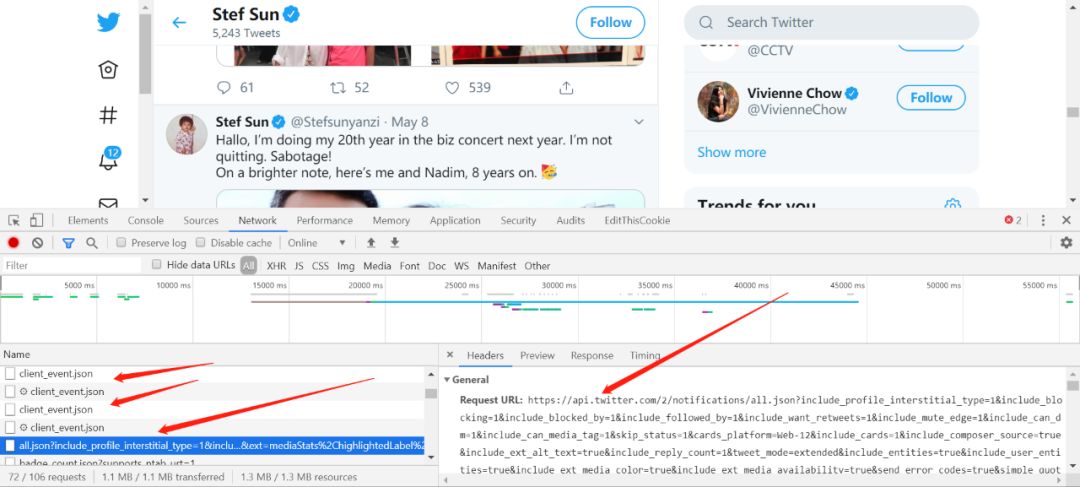 Stef Sun
5,243 Tweets
Follow
Search Twitter
@CCTV
61
52
539
Vivienne Chow
@VivienneChow
Follow
Stef Sun @Stefsunyanzi · May 8
Hallo, I'm doing my 20th year in the biz concert next year. I'm not
quitting. Sabotage!
On a brighter note, here's me and Nadim, 8 years on.
12
Show more
Trends for you
Elements Console Sources Network Performance Memory Application Security Audits EditThisCookie
2
Preserve log Disable cache Online
Filter
Hide data URLs All XHR JS CSS Img Media Font Doc WS Manifest Other
5000 ms 10000 ms 15000 ms 20000 ms 25000 ms 30000 ms 35000 ms 40000 ms 45000 ms 50000 ms 55000 ms
Name
client_event.json
client_event.json
client_event.json
client_event.json
all.json?include_profile_interstitial_type=1&inclu...&ext=mediaStats%2ChighlightedLabel%2
badge_count.json?supports_ntab_urt=1
72 / 106 requests 1.1 MB / 1.1 MB transferred 1.3 MB / 1.3 MB resources
× Headers Preview Response Timing
General
Request URL: https://api.twitter.com/2/notifications/all.json?include_profile_interstitial_type=1&include_blo
cking=1&include_blocked_by=1&include_followed_by=1&include_want_retweets=1&include_mute_edge=1&include_can_d
m=1&include_can_media_tag=1&skip_status=1&cards_platform=Web-12&include_cards=1&include_composer_source=true
&include_ext_alt_text=true&include_reply_count=1&tweet_mode=extended&include_entities=true&include_user_enti
ties=true&include_ext_media_color=true&include_ext_media_availability=true&send_error_codes=true&simple_quot